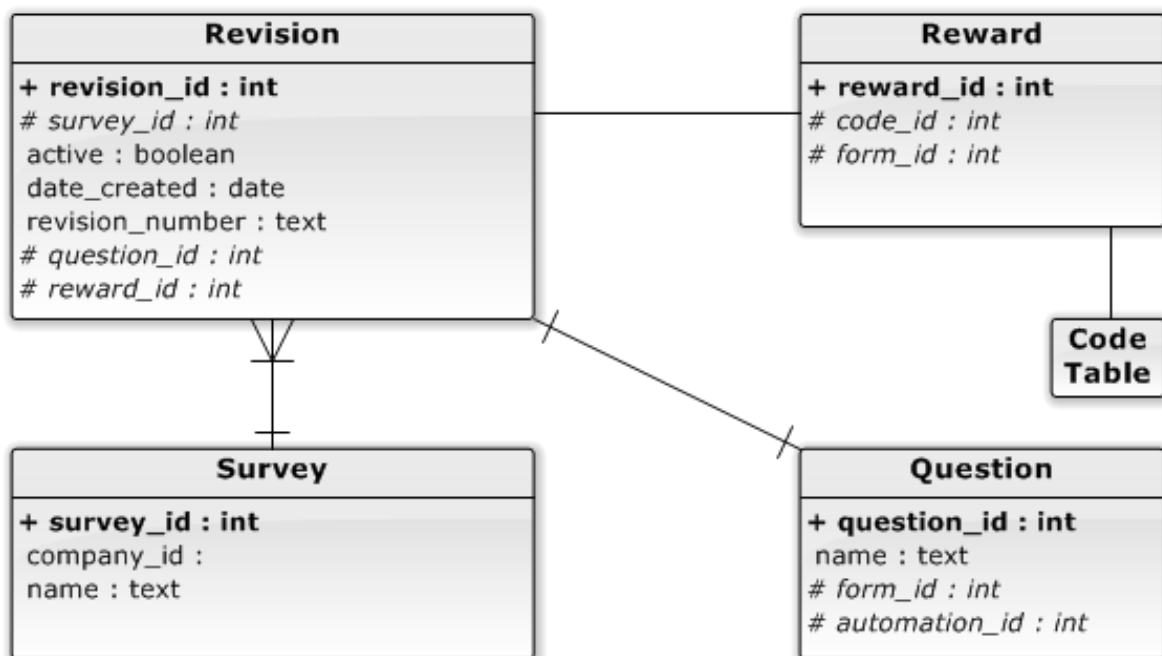 Revision
+ revision_id : int
# survey_id : int
active : boolean
date_created : date
revision_number : text
# question_id : int
# reward_id : int
Reward
+ reward_id : int
# code_id : int
# form_id : int
Code
Table
Survey
+ survey_id : int
company_id :
name : text
Question
+ question_id : int
name : text
# form_id : int
# automation_id : int